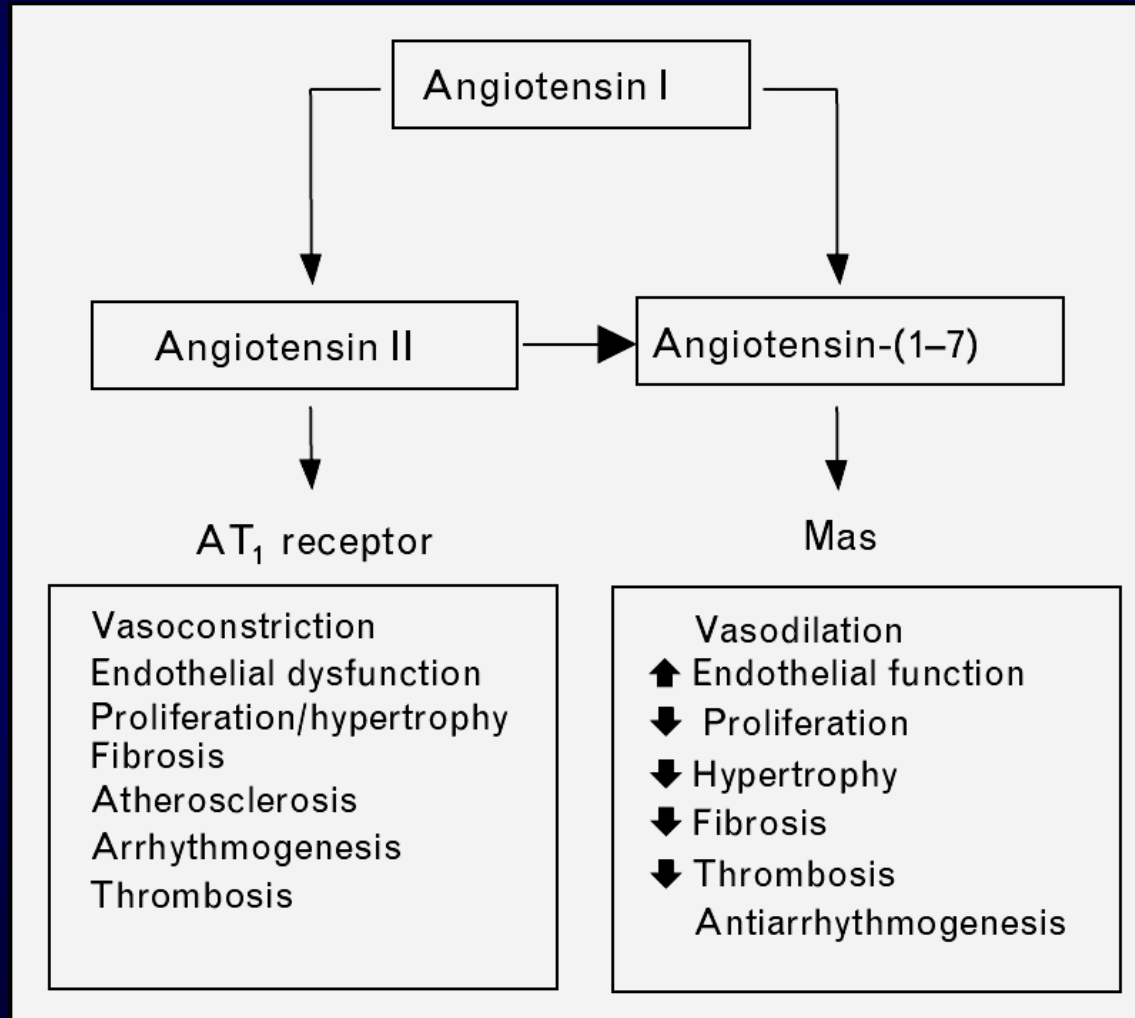 Angiotensin I
Angiotensin II
Angiotensin-(1–7)
AT₁ receptor
Mas
Vasoconstriction
Endothelial dysfunction
Proliferation/hypertrophy
Fibrosis
Atherosclerosis
Arrhythmogenesis
Thrombosis
Vasodilation
↑ Endothelial function
↓ Proliferation
↓ Hypertrophy
↓ Fibrosis
↓ Thrombosis
Antiarrhythmogenesis